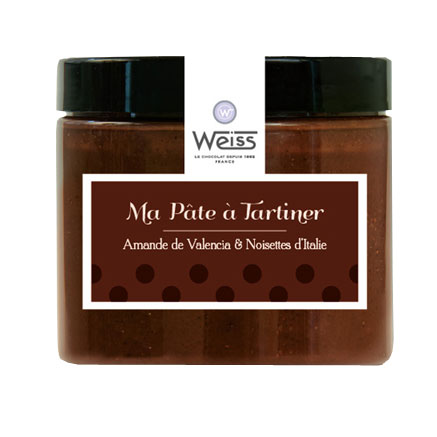 W
Weiss
LE CHOCOLAT DEPUIS 1882
FRANCE
Ma Pâte à Tartiner
Amande de Valencia & Noisettes d'Italie